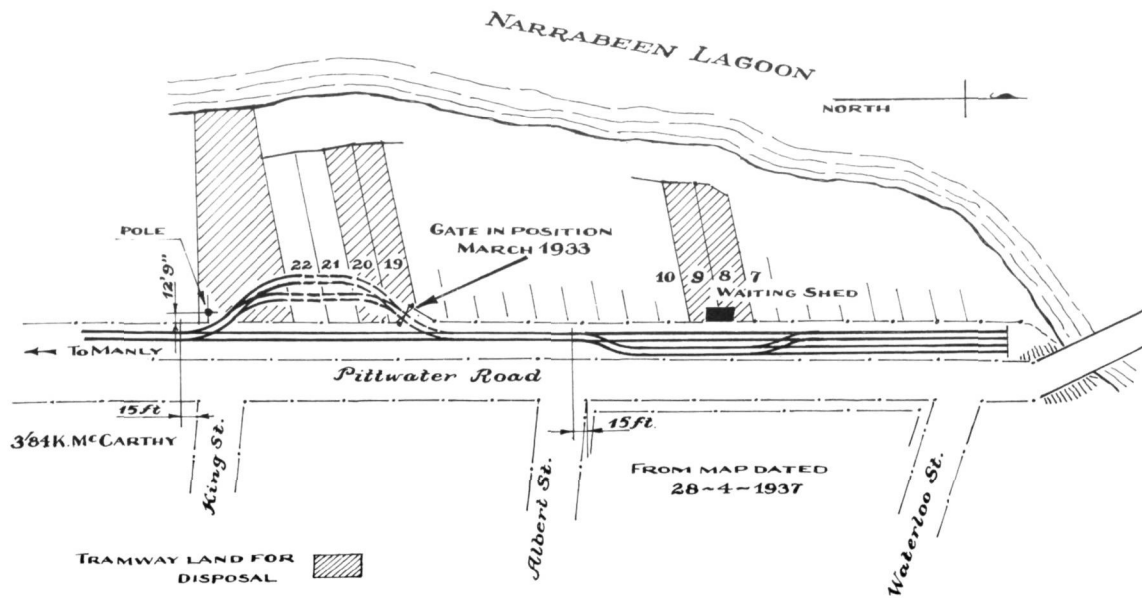 NARRABEEN LAGOON
NORTH
POLE
12'9"
GATE IN POSITION
MARCH 1933
22 21 20 19
10 9 8 7
WAITING SHED
TO MANLY
Pittwater Road
15ft
15ft.
3'84 K. McCARTHY
King St.
Albert St.
Waterloo St.
FROM MAP DATED
28~4~1937
TRAMWAY LAND FOR
DISPOSAL